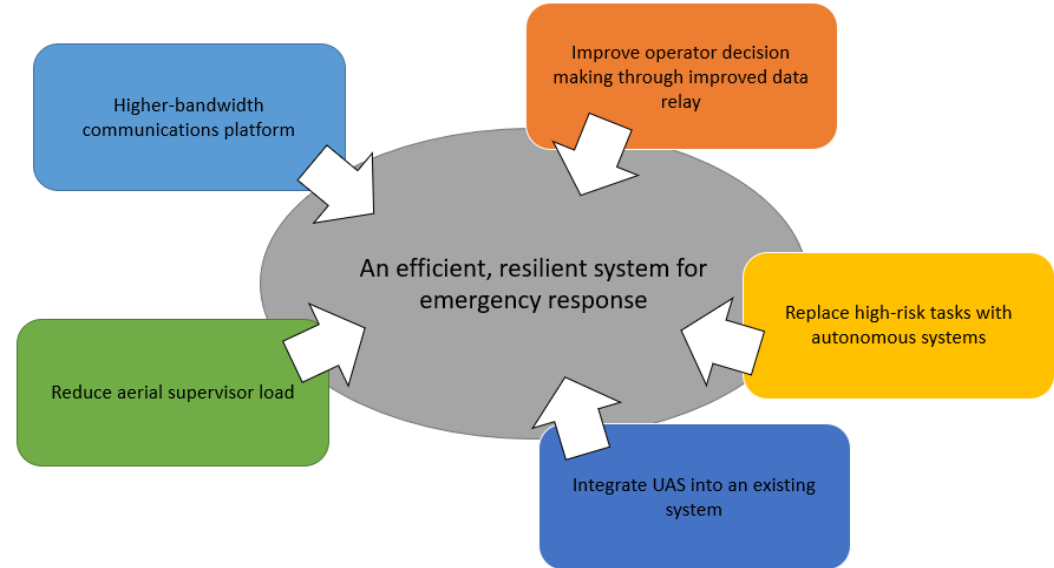 Improve operator decision
making through improved data
relay
Higher-bandwidth
communications platform
An efficient, resilient system for
emergency response
Replace high-risk tasks with
autonomous systems
Reduce aerial supervisor load
Integrate UAS into an existing
system